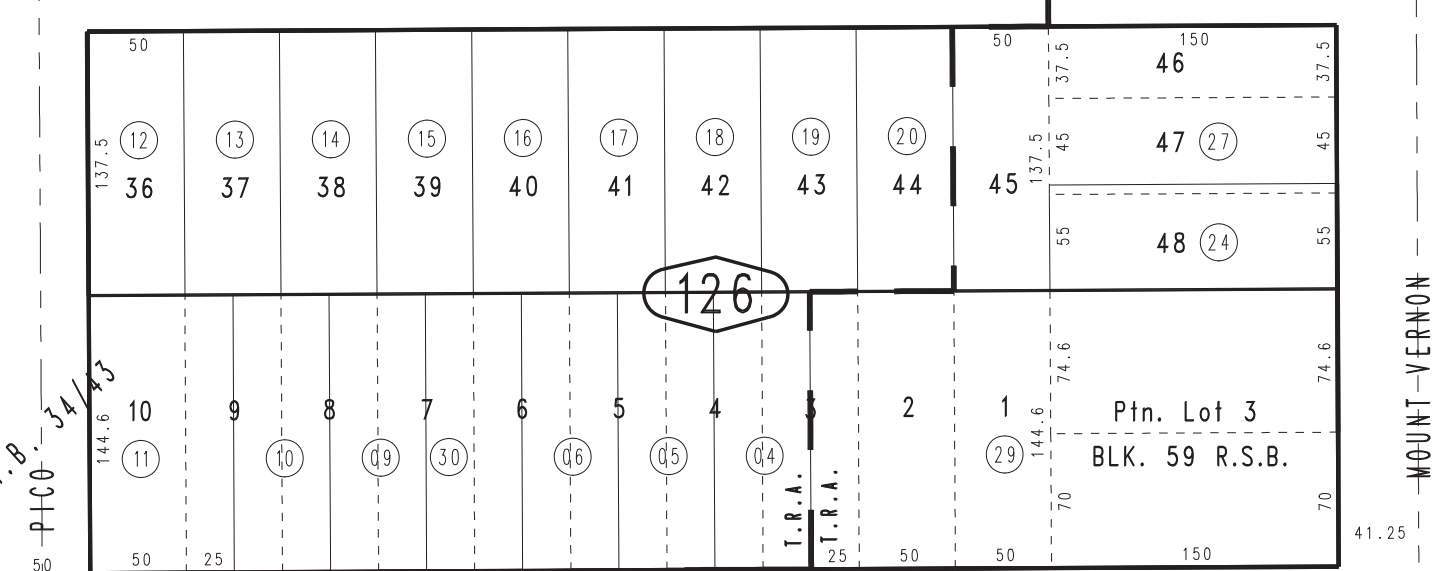 50 50 150
37.5 46 37.5
12 13 14 15 16 17 18 19 20
137.5 137.5 45 47 27 45
36 37 38 39 40 41 42 43 44 45
55 48 24 55
126
74.6 74.6
34/43
10 9 8 7 6 5 4 3 2 1 Ptn. Lot 3
144.6 144.6
11 10 09 30 06 05 04 29 BLK. 59 R.S.B.
T.R.A. T.R.A.
70 70
PICO
MOUNT VERNON
50 50 25 25 50 50 150 41.25